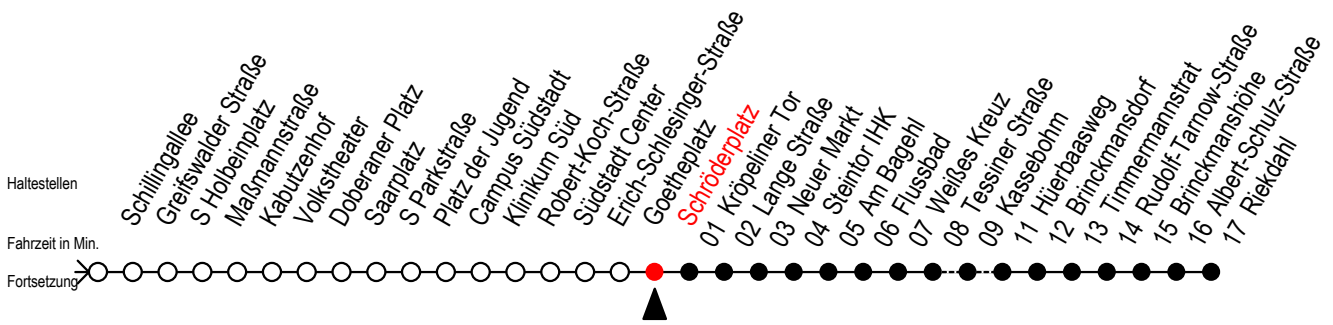 Haltestellen
Fahrzeit in Min.
Fortsetzung
Schillingallee
Greifswalder Straße
S Holbeinplatz
Maßmannstraße
Kabutzenhof
Volkstheater
Doberaner Platz
Saarplatz
S Parkstraße
Platz der Jugend
Campus Südstadt
Klinikum Süd
Robert-Koch-Straße
Südstadt Center
Erich-Schlesinger-Straße
Goetheplatz
Schröderplatz
01 Kröpeliner Tor
02 Lange Straße
03 Neuer Markt
04 Steintor IHK
05 Am Bagehl
06 Flussbad
07 Weißes Kreuz
08 Tessiner Straße
09 Kassebohm
11 Hüerbaasweg
12 Brinckmansdorf
13 Timmermannstrat
14 Rudolf-Tarnow-Straße
15 Brinckmanshöhe
16 Albert-Schulz-Straße
17 Riekdahl